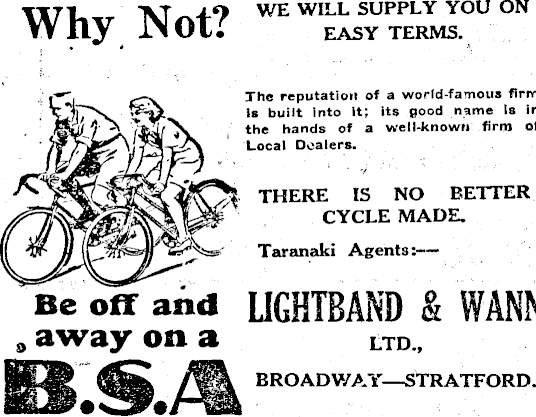 Why Not?
Be off and
away on a
B.S.A
WE WILL SUPPLY YOU ON
EASY TERMS.
The reputation of a world-famous firm
is built into it; its good name is in
the hands of a well-known firm of
Local Dealers.
THERE IS NO BETTER
CYCLE MADE.
Taranaki Agents:—
LIGHTBAND & WANN
LTD.,
BROADWAY—STRATFORD.